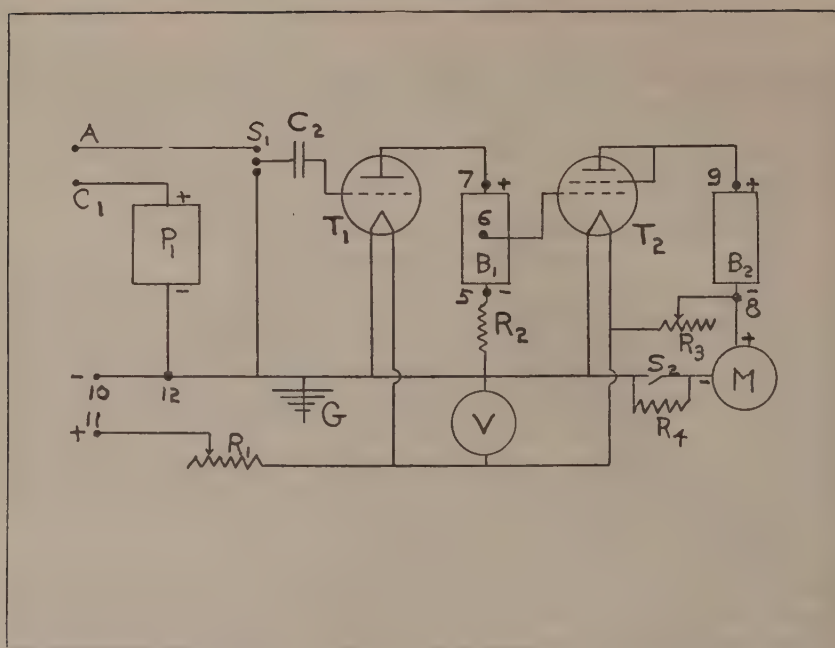 A
S1
C2
C1
+
P1
-
T1
7 +
6
B1
5 -
R2
T2
9 +
B2
-
8
R3
+
M
-
S2
R4
- 10
12
G
V
11
+
R1